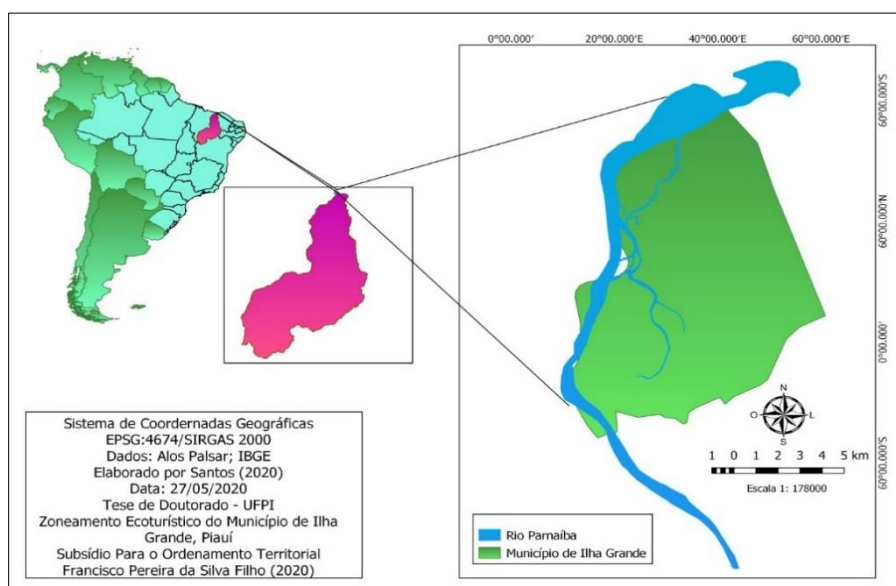 0°00.000' 20°00.000'E 40°00.000'E 60°00.000'E
60°00.000'S
60°00.000'N
0°00.000'
60°00.000'S
N
O L
S
1 0 1 2 3 4 5 km
Escala 1: 178000
Sistema de Coordernadas Geográficas
EPSG:4674/SIRGAS 2000
Dados: Alos Palsar; IBGE
Elaborado por Santos (2020)
Data: 27/05/2020
Tese de Doutorado - UFPI
Zoneamento Ecoturístico do Município de Ilha
Grande, Piauí
Subsídio Para o Ordenamento Territorial
Francisco Pereira da Silva Filho (2020)
Rio Parnaíba
Município de Ilha Grande